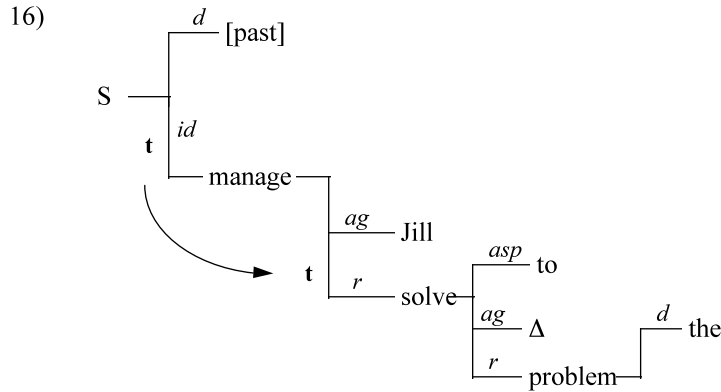 16)
d
[past]
S
id
t
manage
ag
Jill
asp
to
t
r
solve
ag
Δ
d
the
r
problem